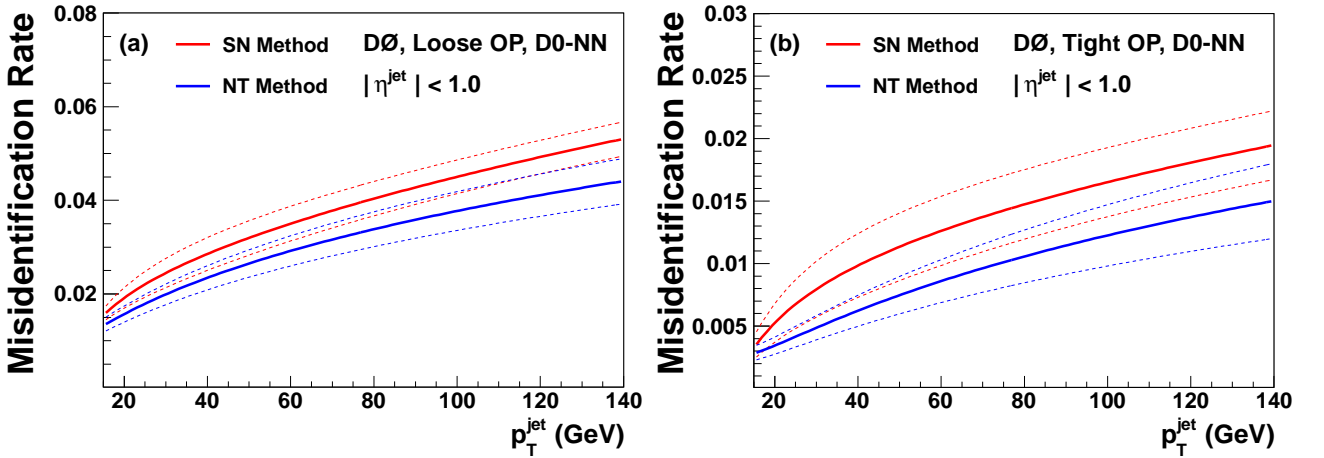 Misidentification Rate
0.08
0.06
0.04
0.02
(a)
SN Method
DØ, Loose OP, D0-NN
NT Method
| η^jet | < 1.0
20 40 60 80 100 120 140
p_T^jet (GeV)
Misidentification Rate
0.03
0.025
0.02
0.015
0.01
0.005
(b)
SN Method
DØ, Tight OP, D0-NN
NT Method
| η^jet | < 1.0
20 40 60 80 100 120 140
p_T^jet (GeV)